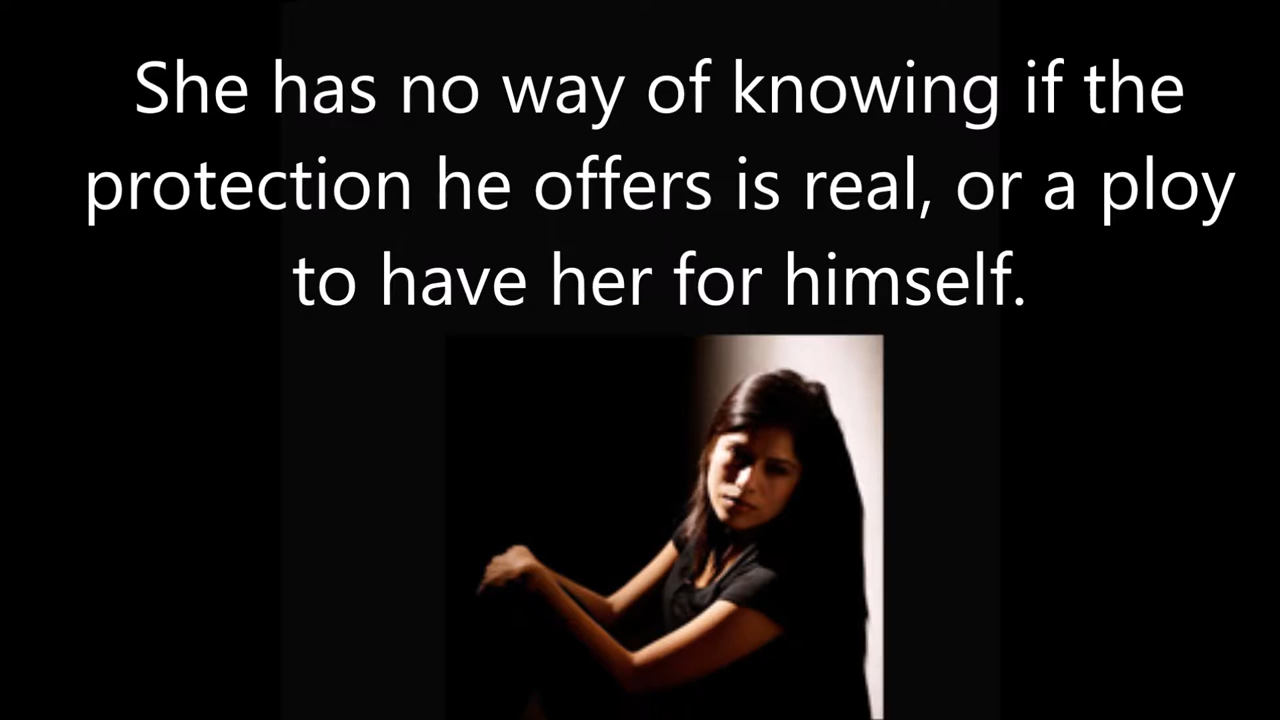 She has no way of knowing if the
protection he offers is real, or a ploy
to have her for himself.